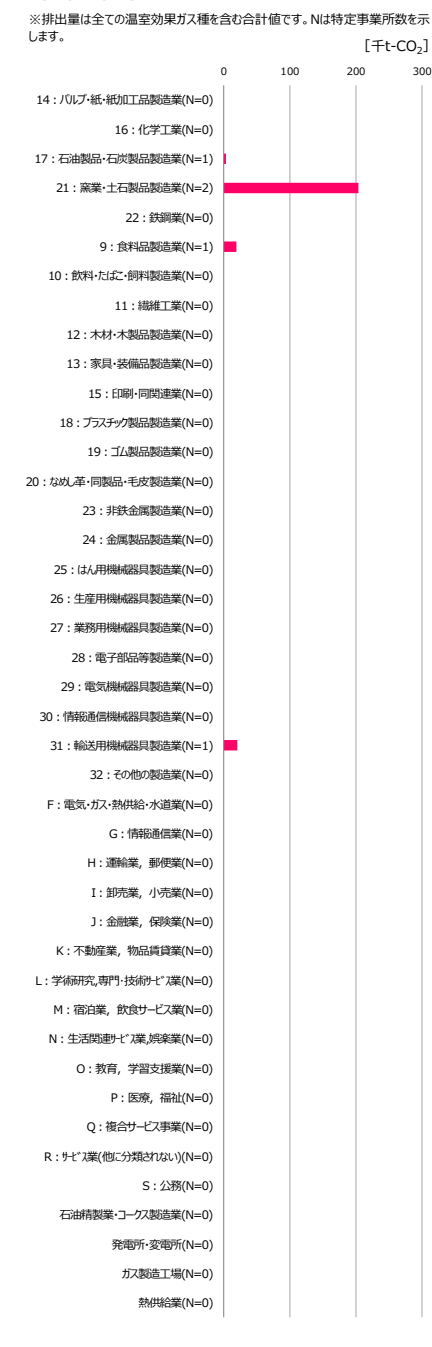 ※排出量は全ての温室効果ガス種を含む合計値です。Nは特定事業所数を示
します。
[千t-CO₂]
0 100 200 300
14：パルプ･紙･紙加工品製造業(N=0)
16：化学工業(N=0)
17：石油製品･石炭製品製造業(N=1)
21：窯業･土石製品製造業(N=2)
22：鉄鋼業(N=0)
9：食料品製造業(N=1)
10：飲料･たばこ･飼料製造業(N=0)
11：繊維工業(N=0)
12：木材･木製品製造業(N=0)
13：家具･装備品製造業(N=0)
15：印刷･同関連業(N=0)
18：プラスチック製品製造業(N=0)
19：ゴム製品製造業(N=0)
20：なめし革･同製品･毛皮製造業(N=0)
23：非鉄金属製造業(N=0)
24：金属製品製造業(N=0)
25：はん用機械器具製造業(N=0)
26：生産用機械器具製造業(N=0)
27：業務用機械器具製造業(N=0)
28：電子部品等製造業(N=0)
29：電気機械器具製造業(N=0)
30：情報通信機械器具製造業(N=0)
31：輸送用機械器具製造業(N=1)
32：その他の製造業(N=0)
F：電気･ガス･熱供給･水道業(N=0)
G：情報通信業(N=0)
H：運輸業，郵便業(N=0)
I：卸売業，小売業(N=0)
J：金融業，保険業(N=0)
K：不動産業，物品賃貸業(N=0)
L：学術研究,専門･技術ｻｰﾋﾞｽ業(N=0)
M：宿泊業，飲食サービス業(N=0)
N：生活関連ｻｰﾋﾞｽ業,娯楽業(N=0)
O：教育，学習支援業(N=0)
P：医療，福祉(N=0)
Q：複合サービス事業(N=0)
R：ｻｰﾋﾞｽ業(他に分類されない)(N=0)
S：公務(N=0)
石油精製業･コークス製造業(N=0)
発電所･変電所(N=0)
ガス製造工場(N=0)
熱供給業(N=0)